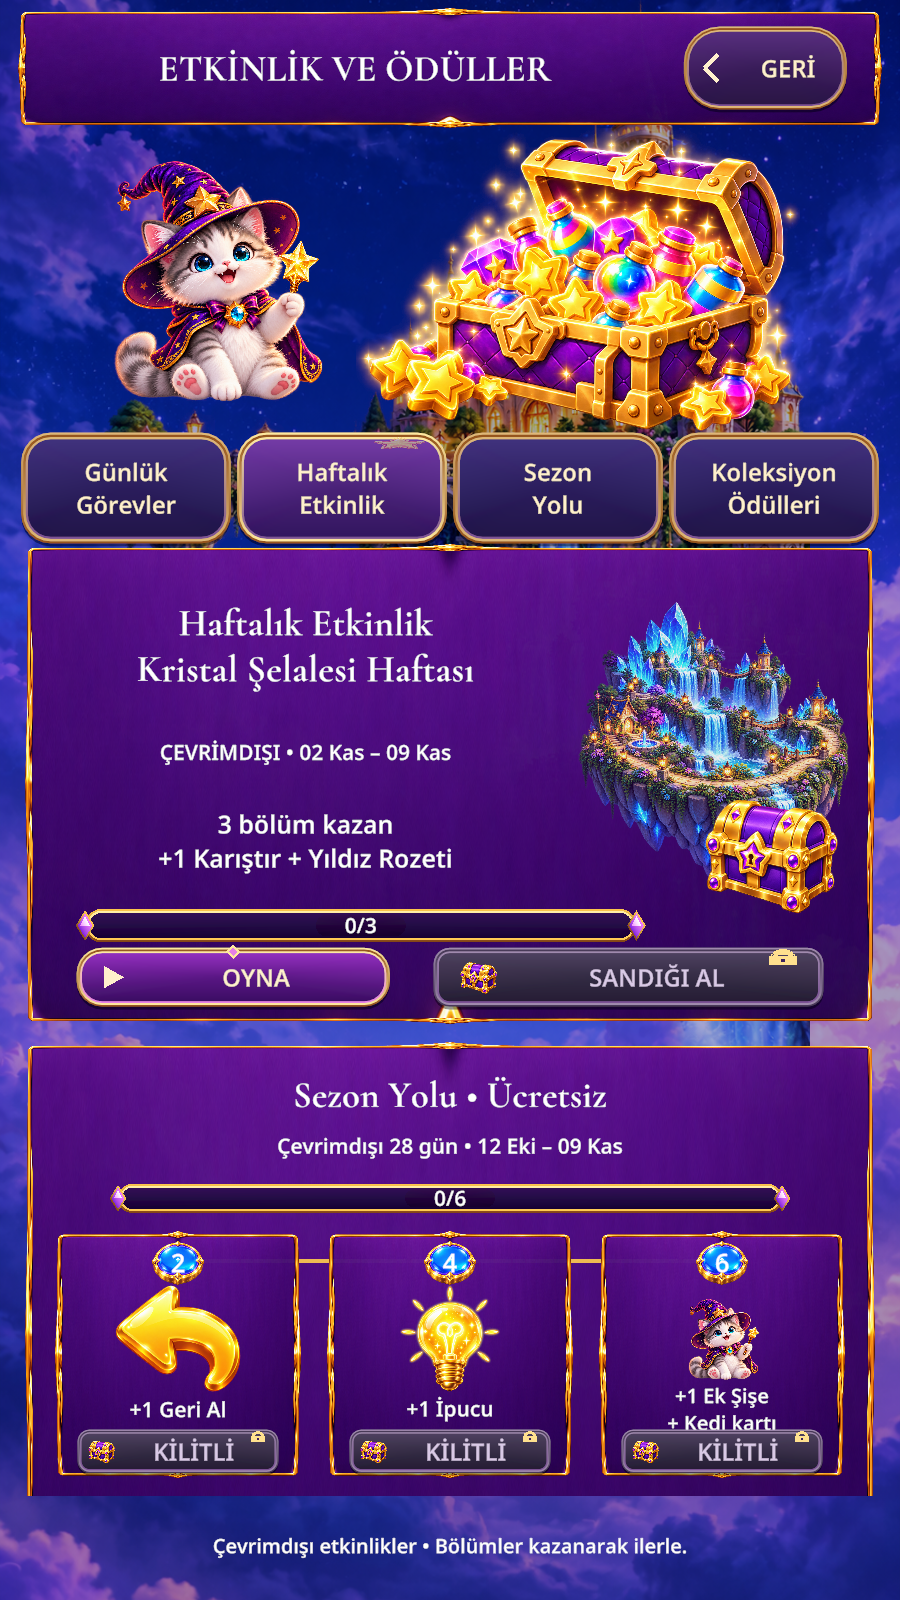 ETKİNLİK VE ÖDÜLLER
GERİ
Günlük
Görevler
Haftalık
Etkinlik
Sezon
Yolu
Koleksiyon
Ödülleri
Haftalık Etkinlik
Kristal Şelalesi Haftası
ÇEVRİMDIŞI • 02 Kas – 09 Kas
3 bölüm kazan
+1 Karıştır + Yıldız Rozeti
0/3
OYNA
SANDIĞI AL
Sezon Yolu • Ücretsiz
Çevrimdışı 28 gün • 12 Eki – 09 Kas
0/6
2
4
6
+1 Geri Al
+1 İpucu
+1 Ek Şişe
+ Kedi kartı
KİLİTLİ
KİLİTLİ
KİLİTLİ
Çevrimdışı etkinlikler • Bölümler kazanarak ilerle.